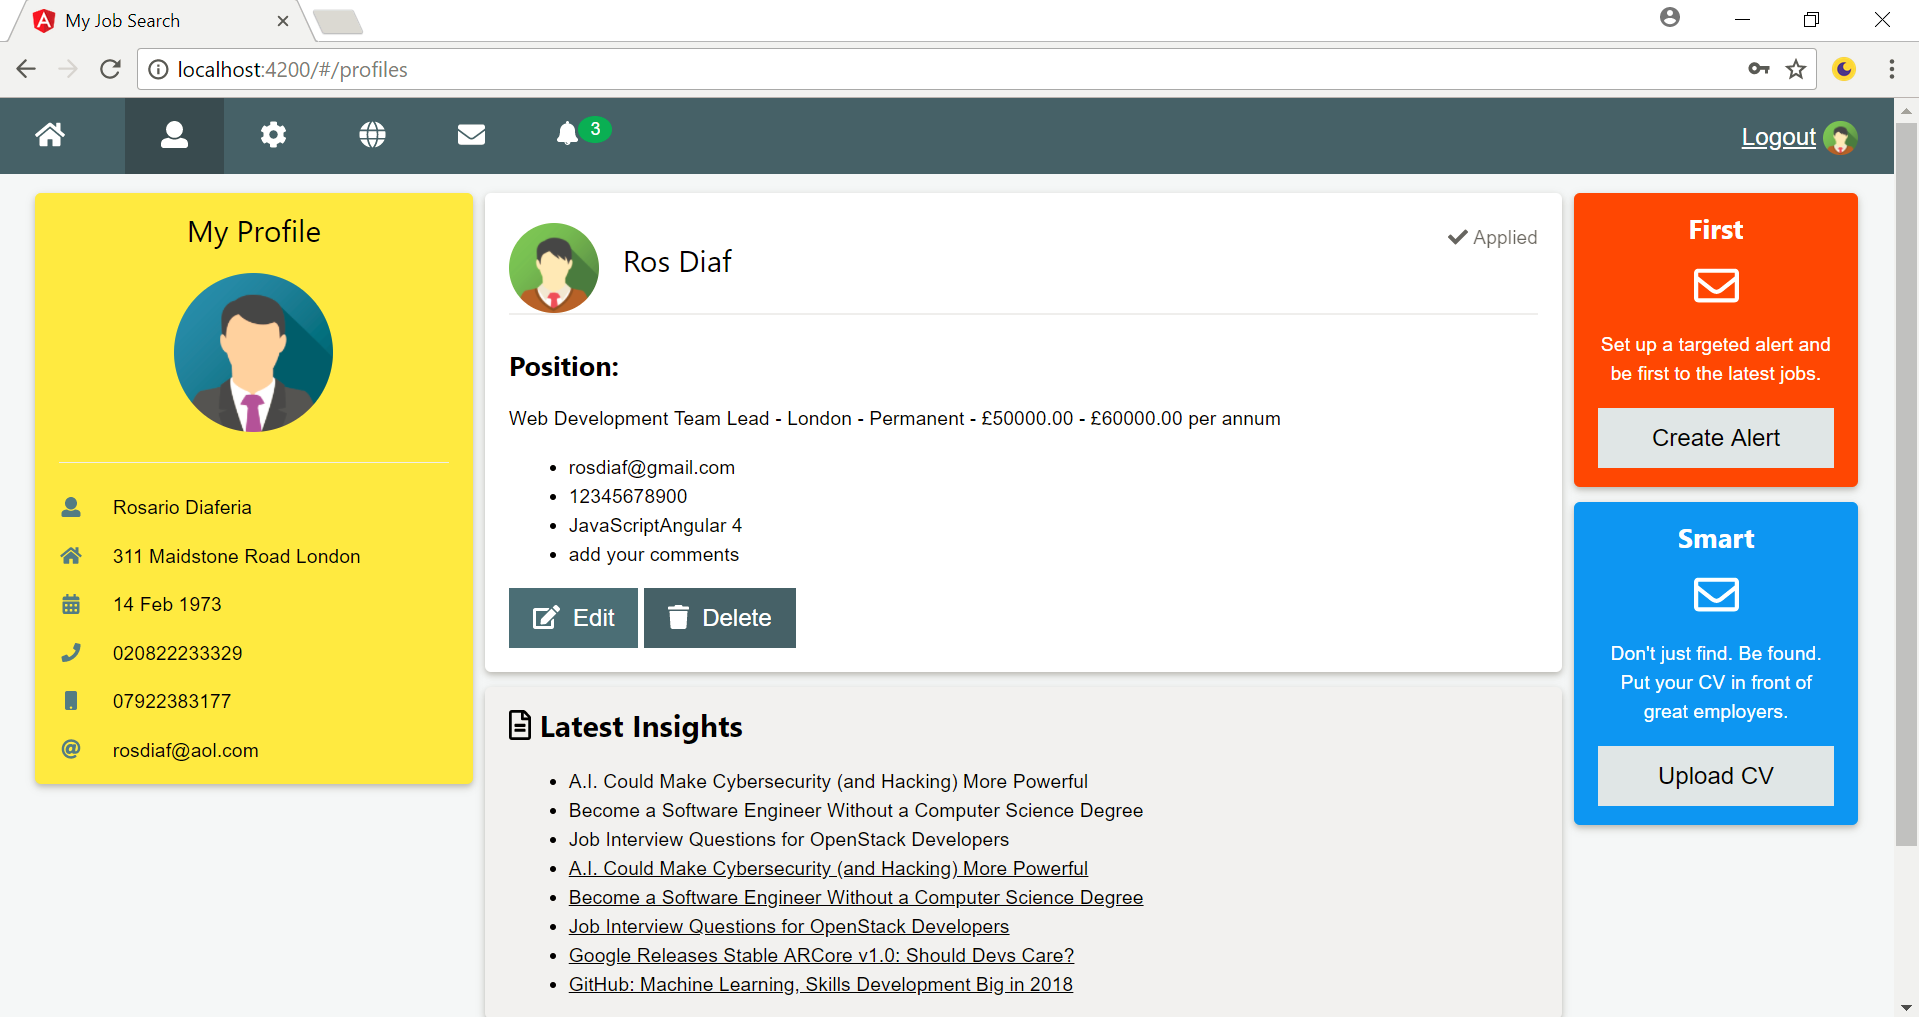 My Job Search
localhost:4200/#/profiles
3
Logout
My Profile
Rosario Diaferia
311 Maidstone Road London
14 Feb 1973
020822233329
07922383177
rosdiaf@aol.com
Ros Diaf
Applied
Position:
Web Development Team Lead - London - Permanent - £50000.00 - £60000.00 per annum
rosdiaf@gmail.com
12345678900
JavaScriptAngular 4
add your comments
Edit
Delete
Latest Insights
A.I. Could Make Cybersecurity (and Hacking) More Powerful
Become a Software Engineer Without a Computer Science Degree
Job Interview Questions for OpenStack Developers
A.I. Could Make Cybersecurity (and Hacking) More Powerful
Become a Software Engineer Without a Computer Science Degree
Job Interview Questions for OpenStack Developers
Google Releases Stable ARCore v1.0: Should Devs Care?
GitHub: Machine Learning, Skills Development Big in 2018
First
Set up a targeted alert and
be first to the latest jobs.
Create Alert
Smart
Don't just find. Be found.
Put your CV in front of
great employers.
Upload CV